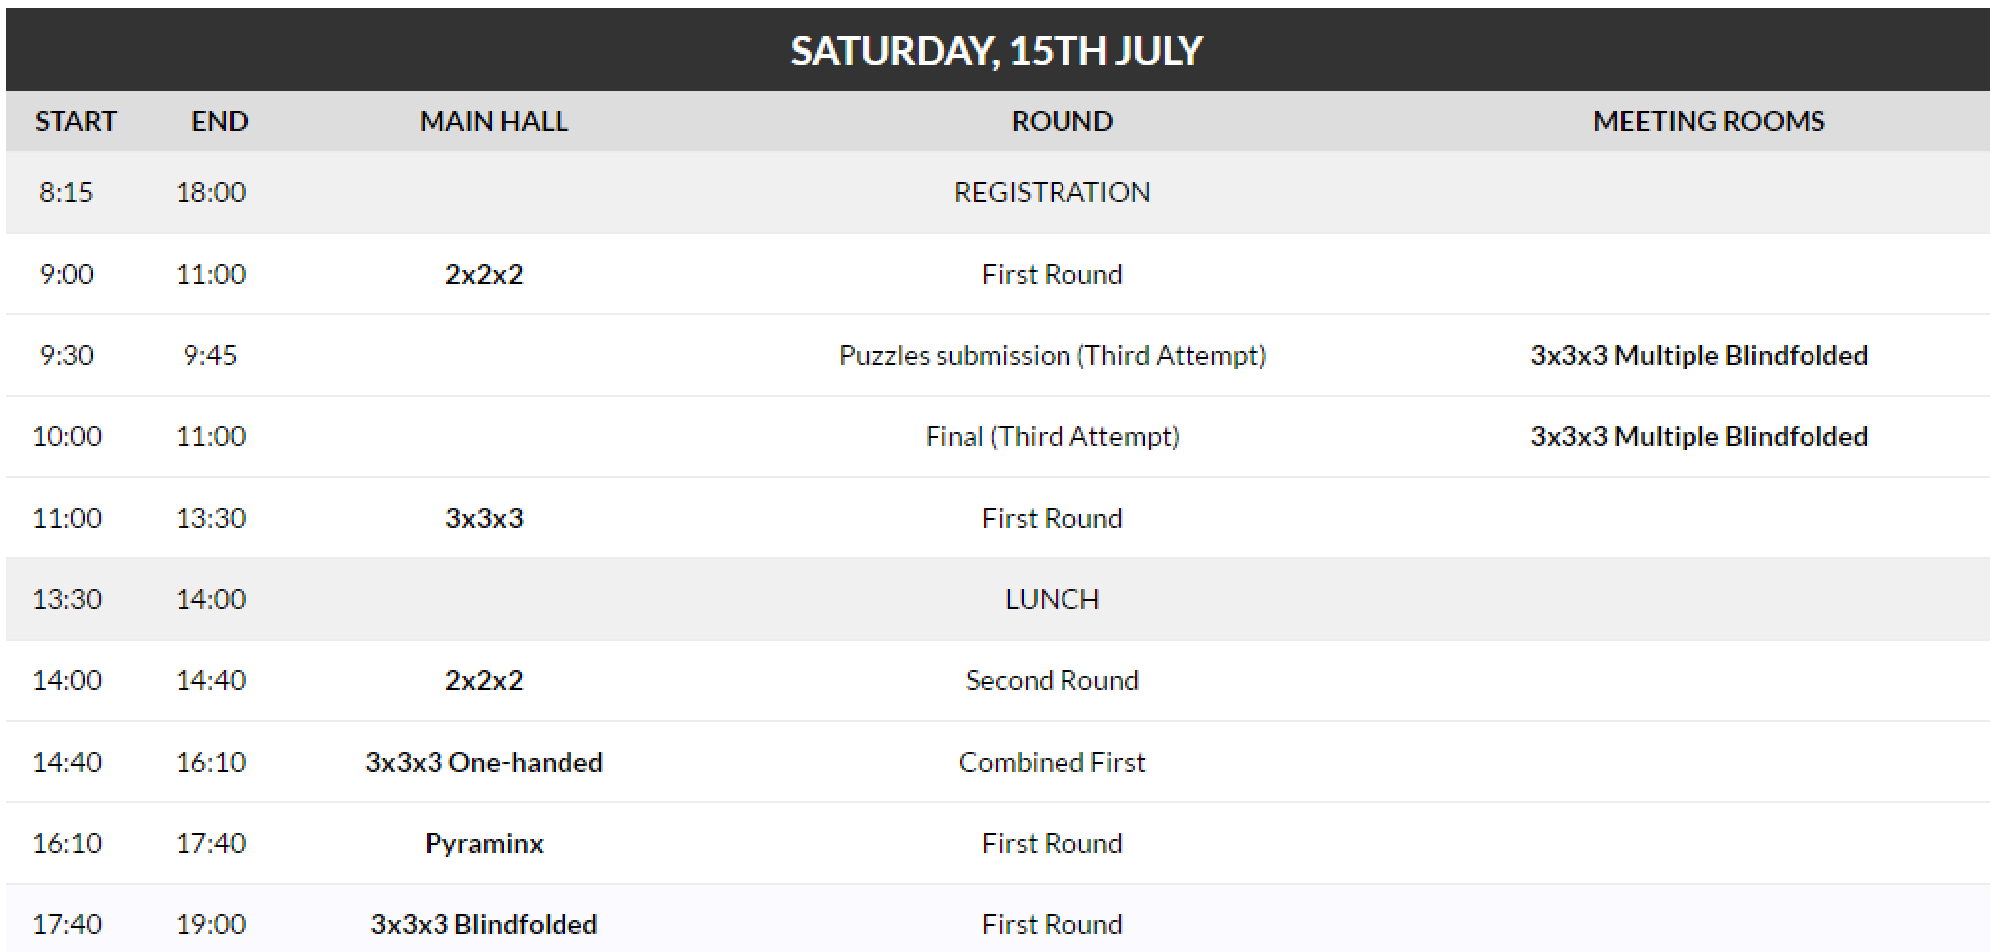 SATURDAY, 15TH JULY
START END MAIN HALL ROUND MEETING ROOMS
8:15 18:00 REGISTRATION
9:00 11:00 2x2x2 First Round
9:30 9:45 Puzzles submission (Third Attempt) 3x3x3 Multiple Blindfolded
10:00 11:00 Final (Third Attempt) 3x3x3 Multiple Blindfolded
11:00 13:30 3x3x3 First Round
13:30 14:00 LUNCH
14:00 14:40 2x2x2 Second Round
14:40 16:10 3x3x3 One-handed Combined First
16:10 17:40 Pyraminx First Round
17:40 19:00 3x3x3 Blindfolded First Round